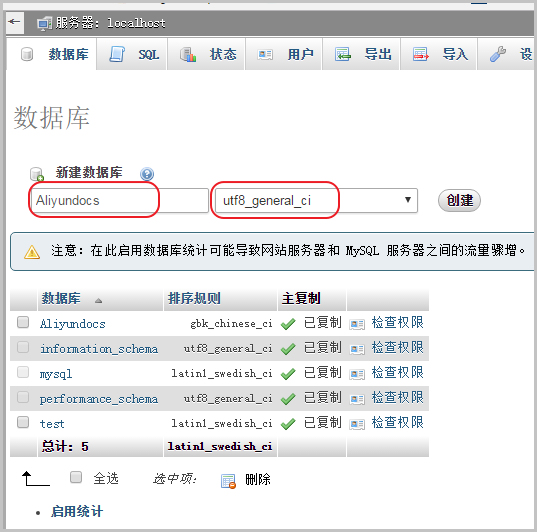 服务器: localhost
数据库 SQL 状态 用户 导出 导入 设
数据库
新建数据库
Aliyundocs utf8_general_ci 创建
注意：在此启用数据库统计可能导致网站服务器和 MySQL 服务器之间的流量骤增。
数据库 排序规则 主复制
Aliyundocs gbk_chinese_ci 已复制 检查权限
information_schema utf8_general_ci 已复制 检查权限
mysql latin1_swedish_ci 已复制 检查权限
performance_schema utf8_general_ci 已复制 检查权限
test latin1_swedish_ci 已复制 检查权限
总计: 5 latin1_swedish_ci
全选 选中项: 删除
启用统计